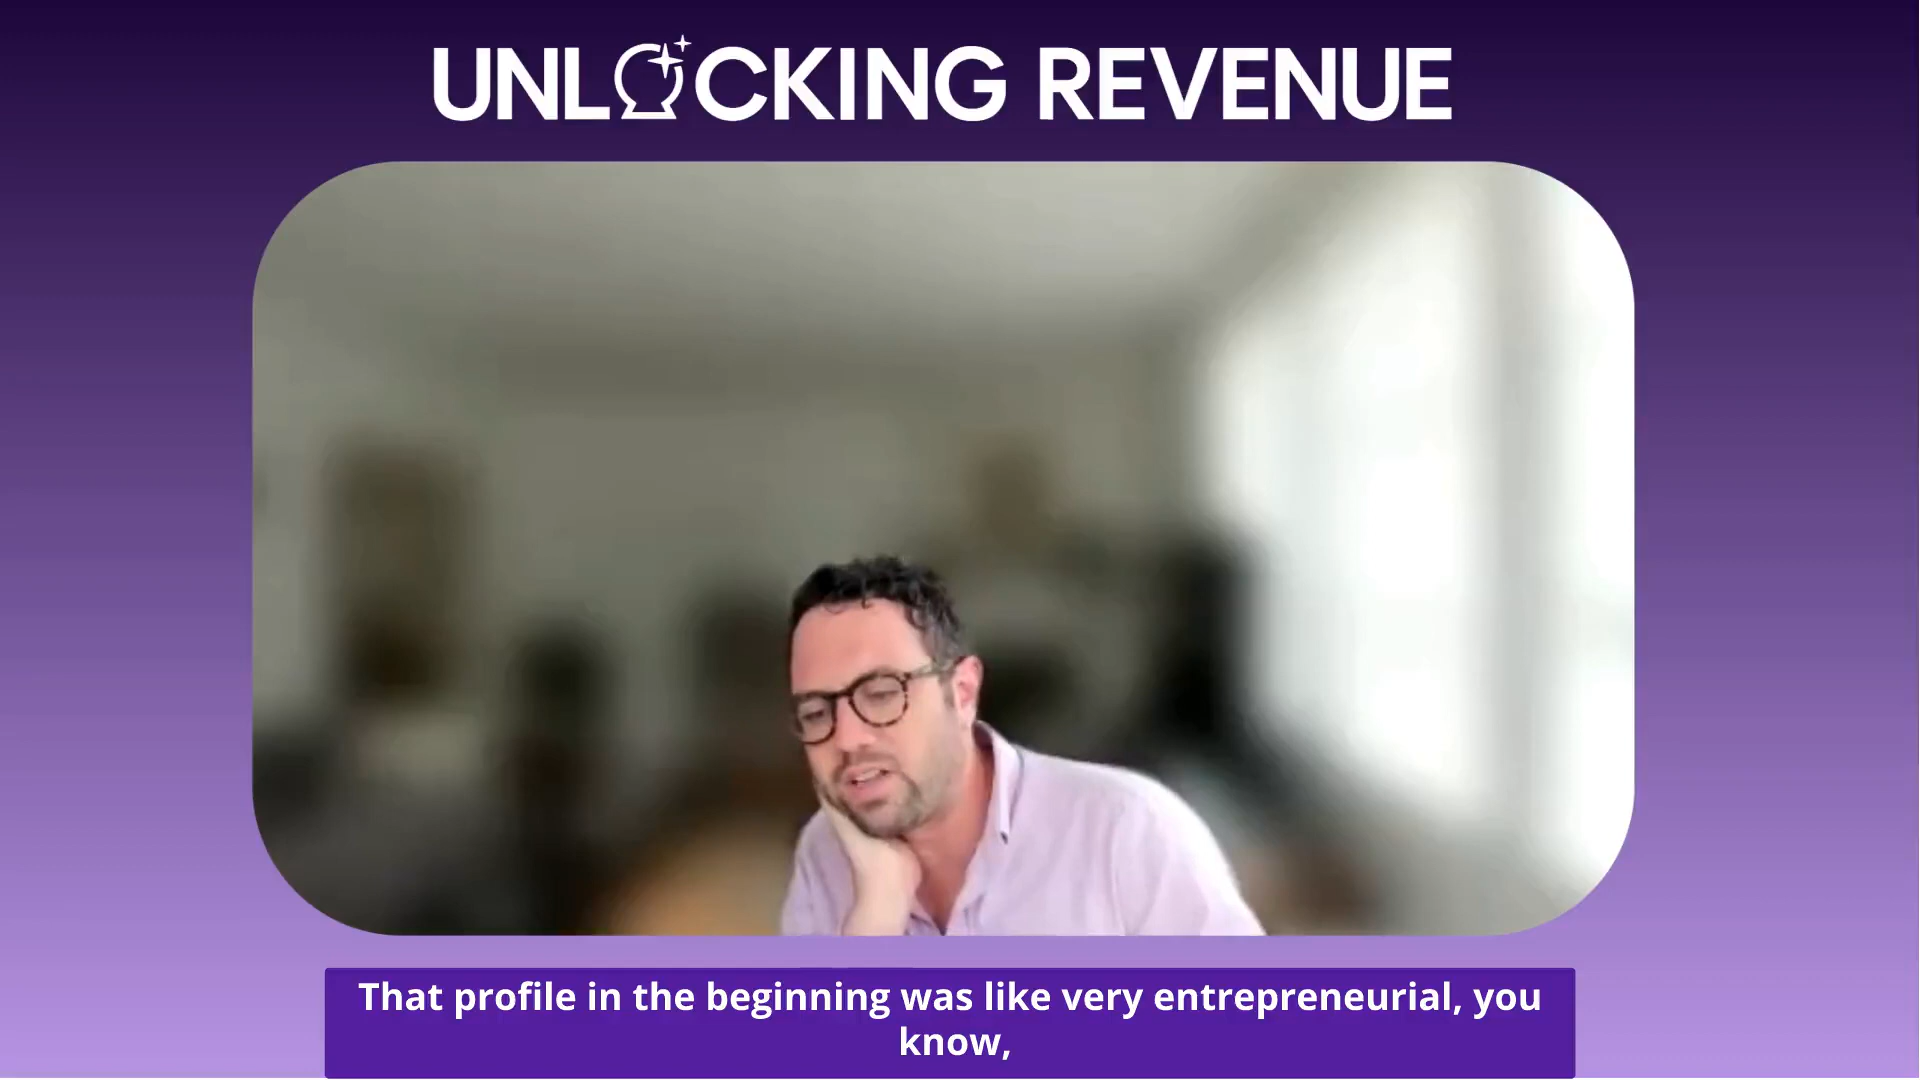 UNLOCKING REVENUE
That profile in the beginning was like very entrepreneurial, you
know,